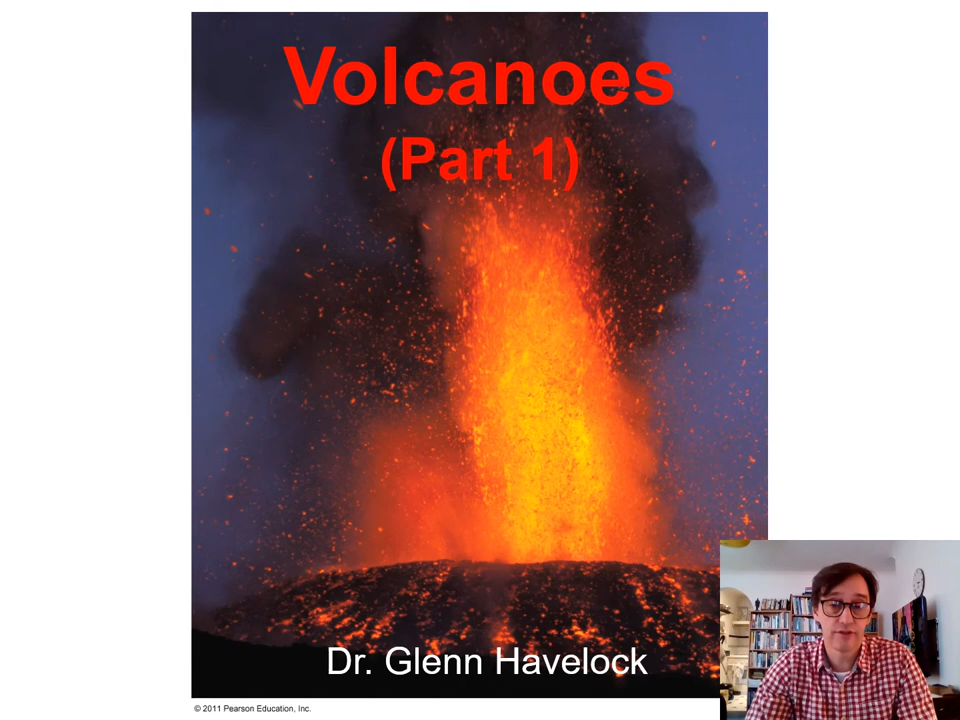 Volcanoes
(Part 1)
Dr. Glenn Havelock
© 2011 Pearson Education, Inc.